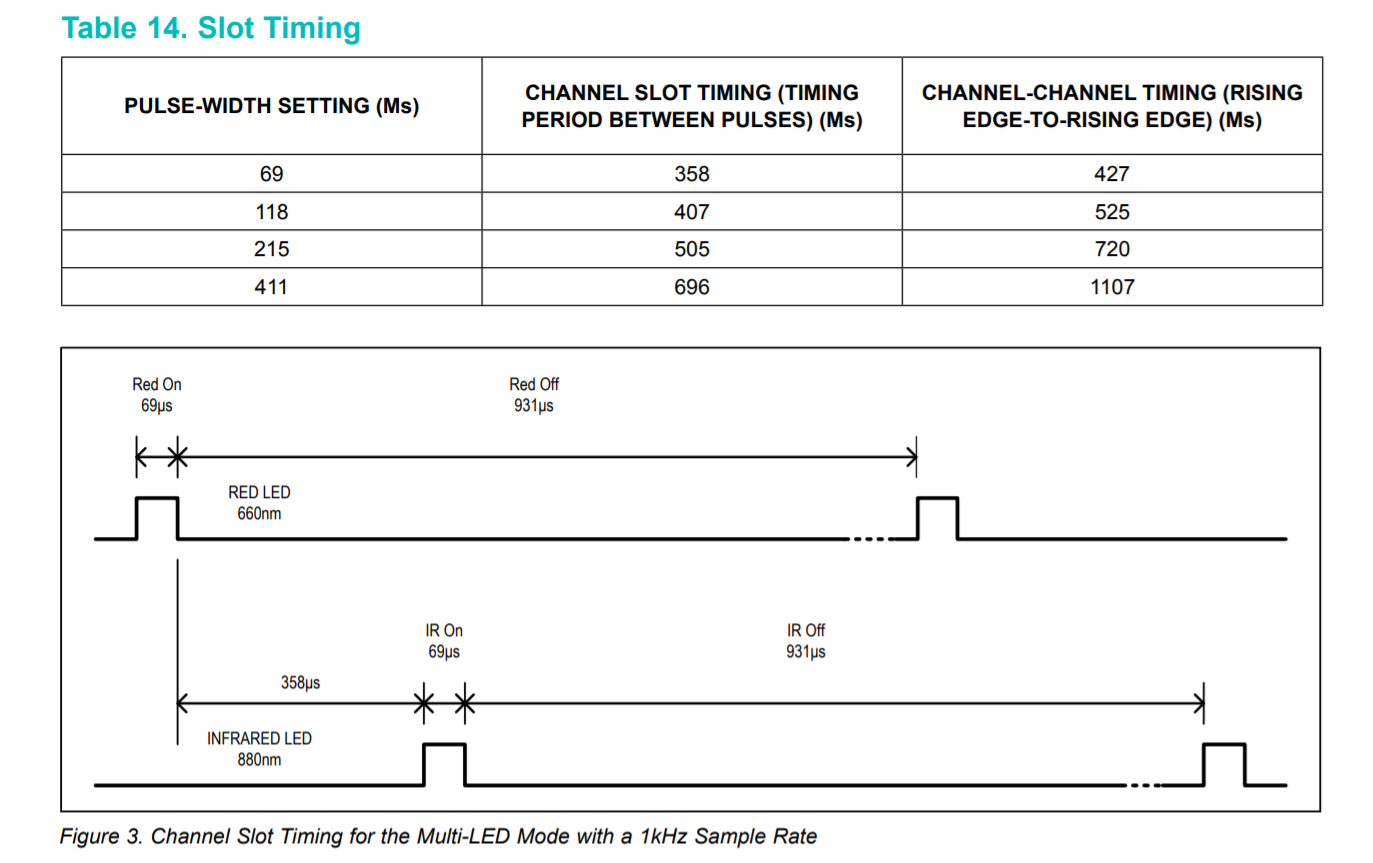 Table 14. Slot Timing
PULSE-WIDTH SETTING (Ms)
CHANNEL SLOT TIMING (TIMING
PERIOD BETWEEN PULSES) (Ms)
CHANNEL-CHANNEL TIMING (RISING
EDGE-TO-RISING EDGE) (Ms)
69 358 427
118 407 525
215 505 720
411 696 1107
Red On
69µs
Red Off
931µs
RED LED
660nm
IR On
69µs
IR Off
931µs
358µs
INFRARED LED
880nm
Figure 3. Channel Slot Timing for the Multi-LED Mode with a 1kHz Sample Rate